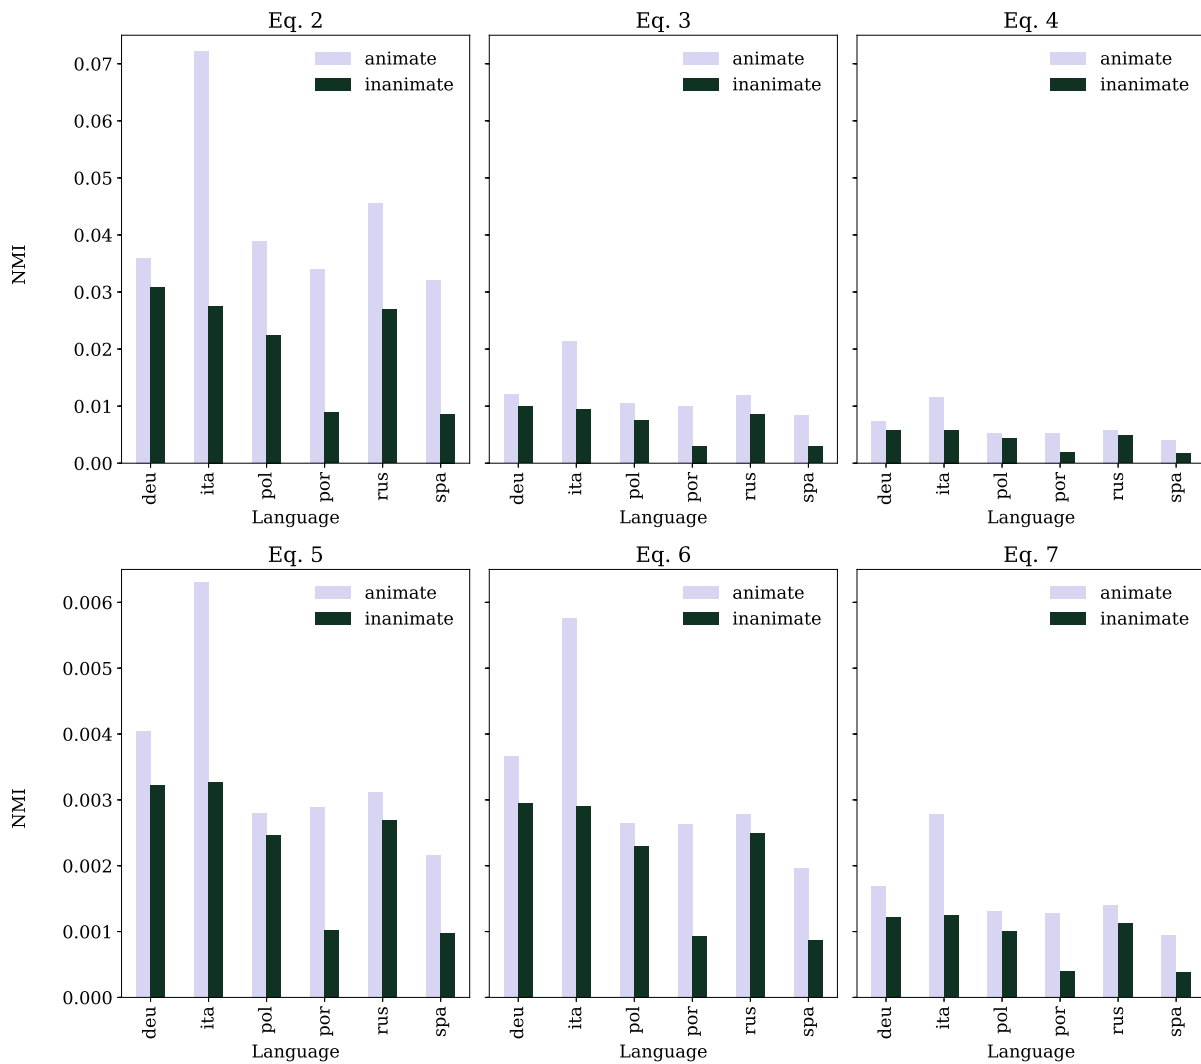 Eq. 2
Eq. 3
Eq. 4
animate
inanimate
animate
inanimate
animate
inanimate
NMI
0.07
0.06
0.05
0.04
0.03
0.02
0.01
0.00
deu
ita
pol
por
rus
spa
deu
ita
pol
por
rus
spa
deu
ita
pol
por
rus
spa
Language
Language
Language
Eq. 5
Eq. 6
Eq. 7
animate
inanimate
animate
inanimate
animate
inanimate
NMI
0.006
0.005
0.004
0.003
0.002
0.001
0.000
deu
ita
pol
por
rus
spa
deu
ita
pol
por
rus
spa
deu
ita
pol
por
rus
spa
Language
Language
Language